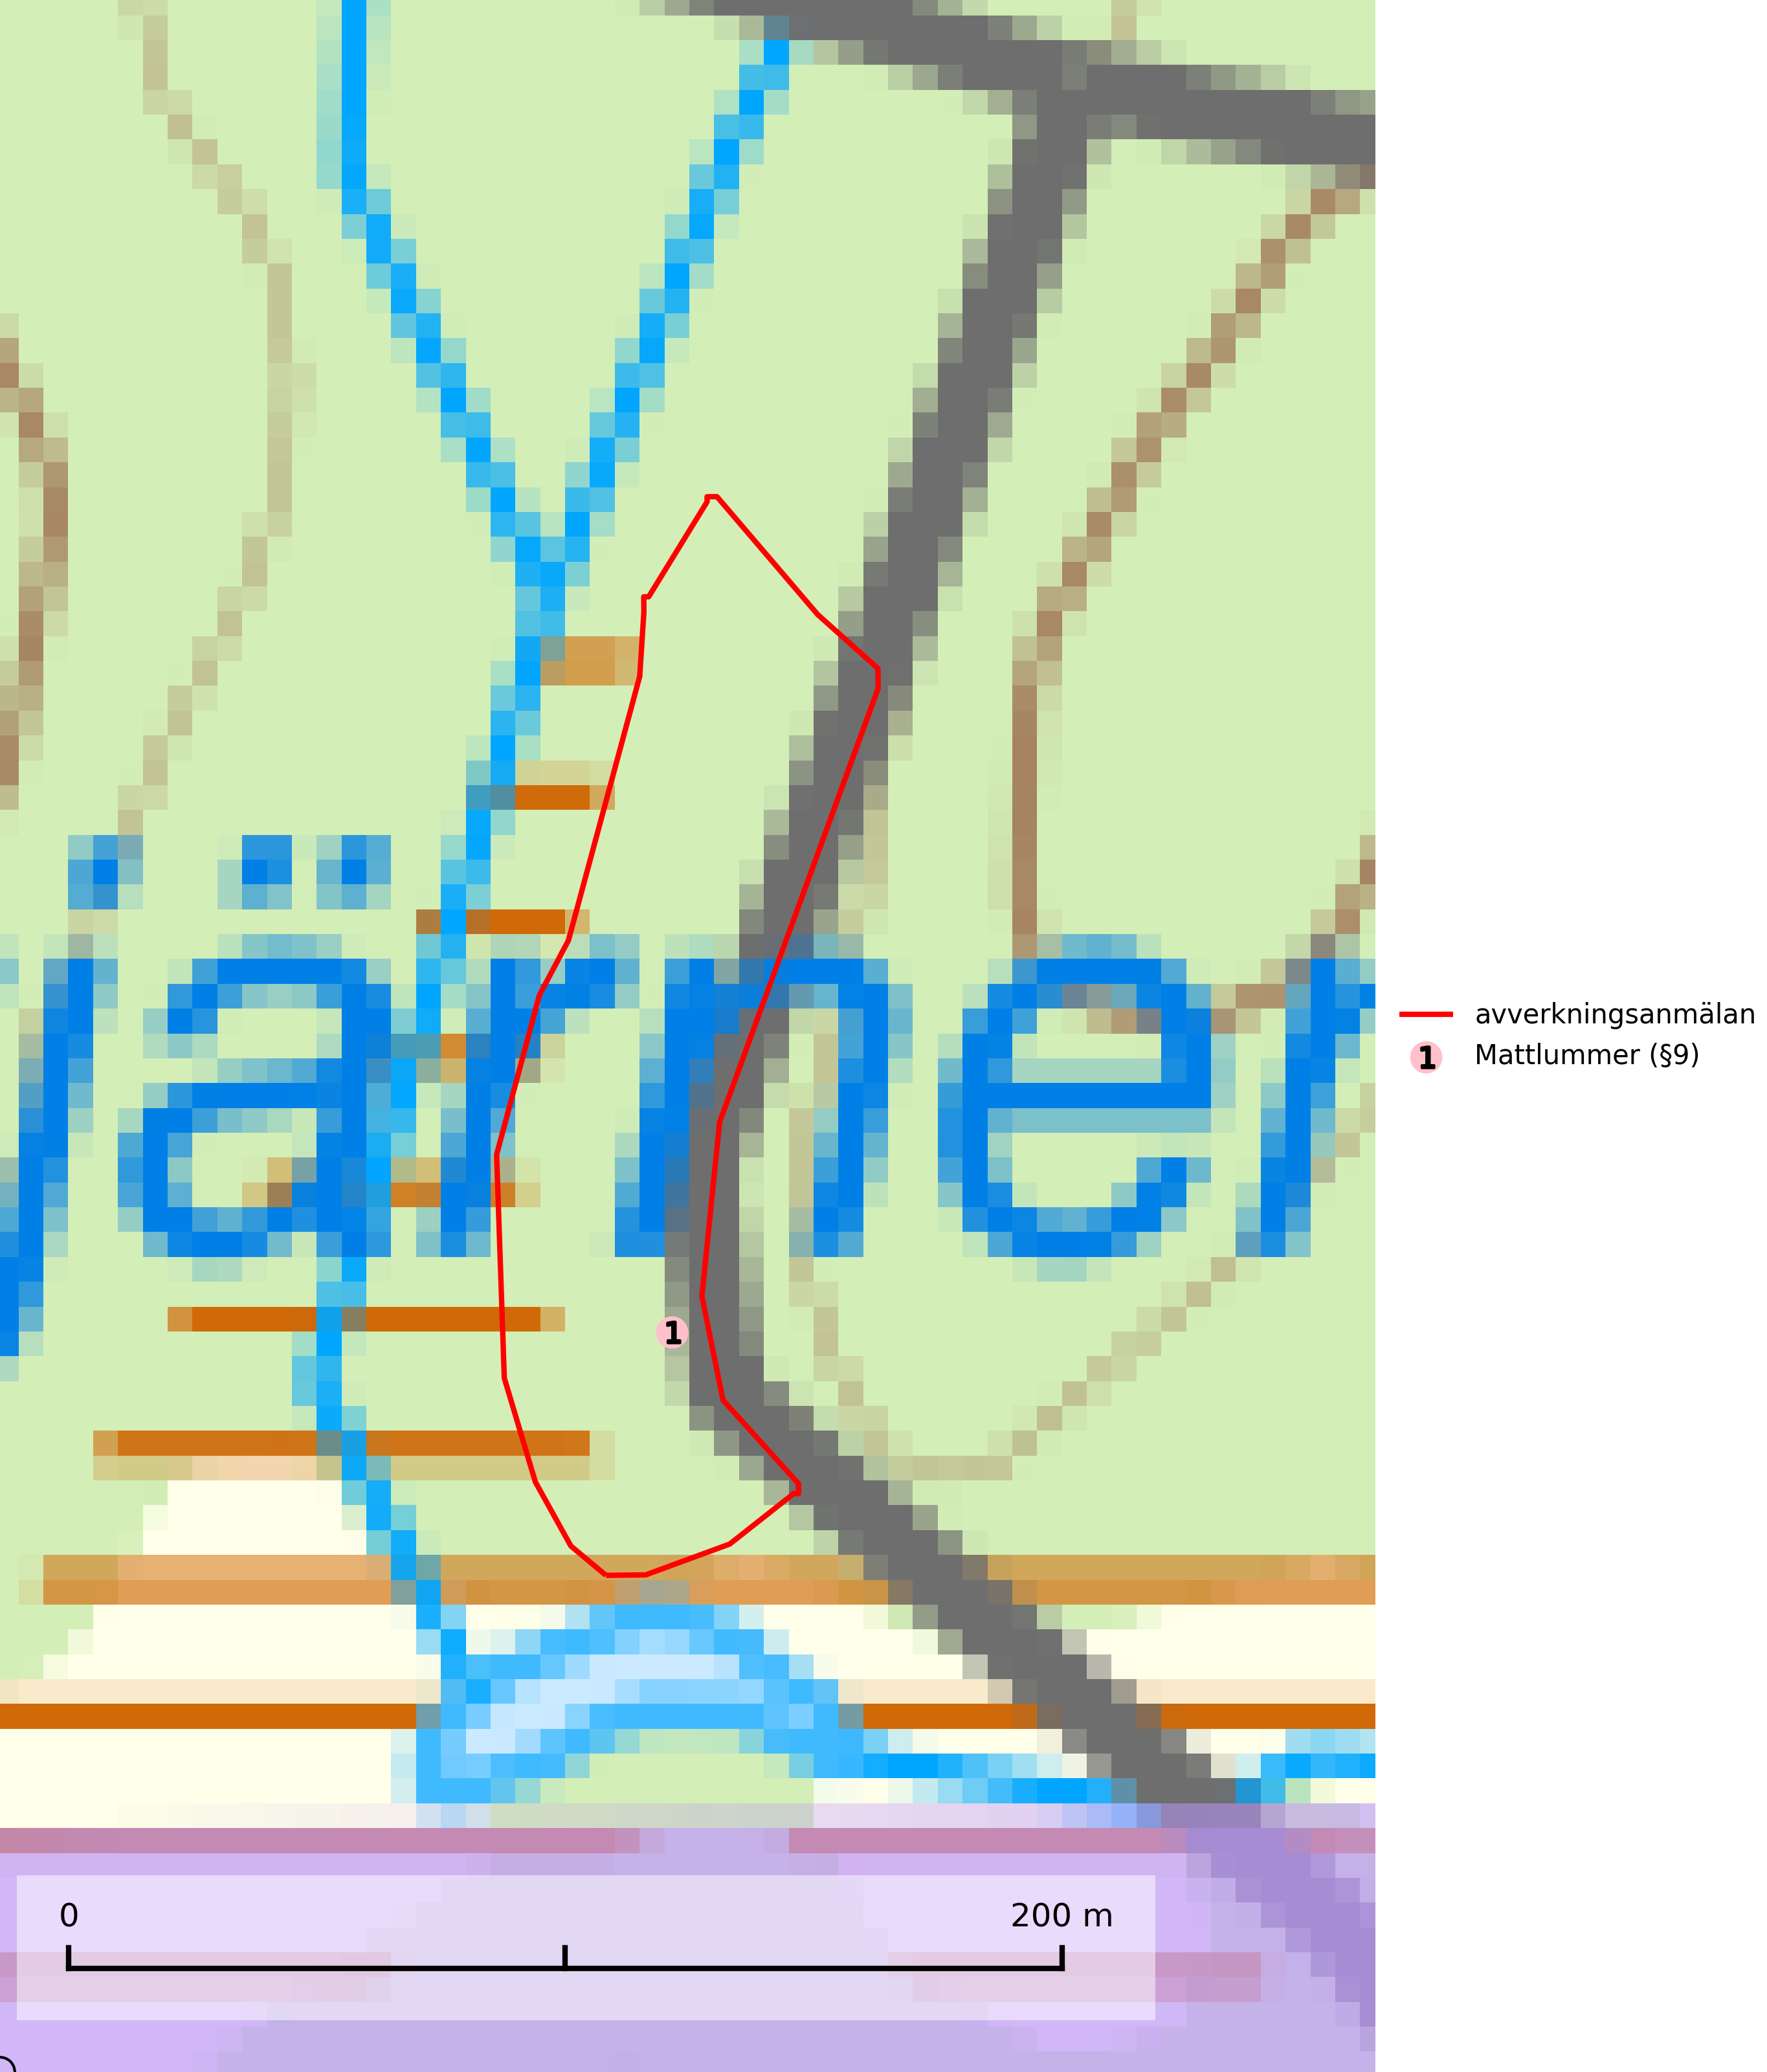 1
avverkningsanmälan
1 Mattlummer (§9)
0 200 m